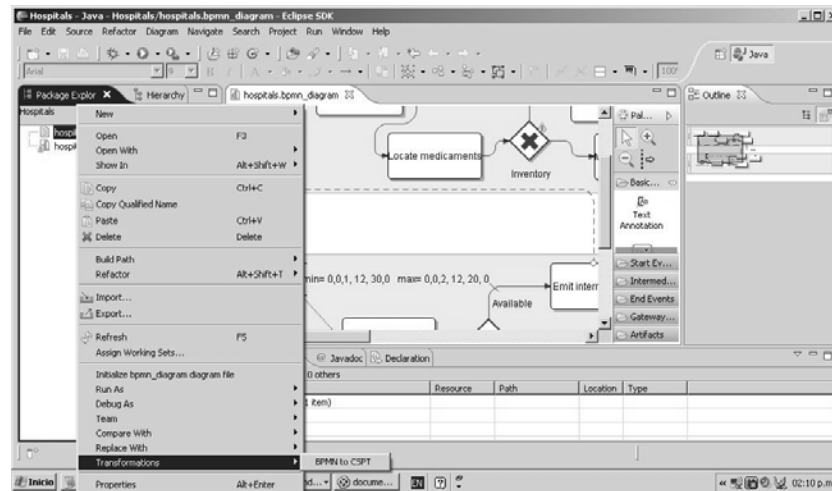 Hospitals - Java - Hospitals/hospitals.bpmn_diagram - Eclipse SDK
File Edit Source Refactor Diagram Navigate Search Project Run Window Help
Java
Arial
9
100
Package Explor
Hierarchy
hospitals.bpmn_diagram
Outline
Hospitals
New
Open F3
Open With
Show In Alt+Shift+W
Copy Ctrl+C
Copy Qualified Name
Paste Ctrl+V
Delete Delete
Build Path
Refactor Alt+Shift+T
Import...
Export...
Refresh F5
Assign Working Sets...
Initialize bpmn_diagram diagram file
Run As
Debug As
Team
Compare With
Replace With
Transformations
BPMN to CSPT
Properties Alt+Enter
Locate medicaments
Inventory
min= 0,0,1, 12, 30,0 max= 0,0,2, 12, 20, 0
Available
Emit intern
Pal...
Basic...
Text Annotation
Start Ev...
Intermed...
End Events
Gateway...
Artifacts
Javadoc Declaration
0 others
Resource Path Location Type
item)
Inicio
docume...
EN
02:10 p.m.